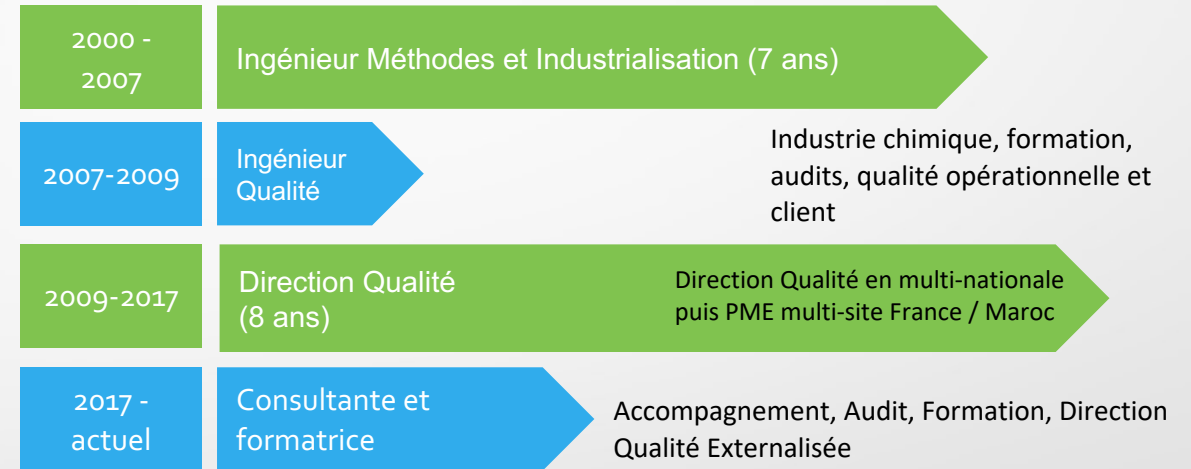 2000 -
2007
Ingénieur Méthodes et Industrialisation (7 ans)
2007-2009
Ingénieur
Qualité
Industrie chimique, formation,
audits, qualité opérationnelle et
client
2009-2017
Direction Qualité
(8 ans)
Direction Qualité en multi-nationale
puis PME multi-site France / Maroc
2017 -
actuel
Consultante et
formatrice
Accompagnement, Audit, Formation, Direction
Qualité Externalisée